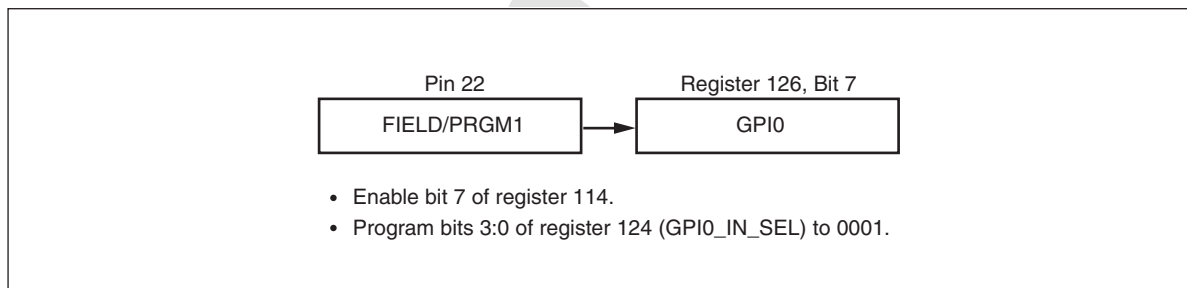 Pin 22
Register 126, Bit 7
FIELD/PRGM1
GPI0
• Enable bit 7 of register 114.
• Program bits 3:0 of register 124 (GPI0_IN_SEL) to 0001.